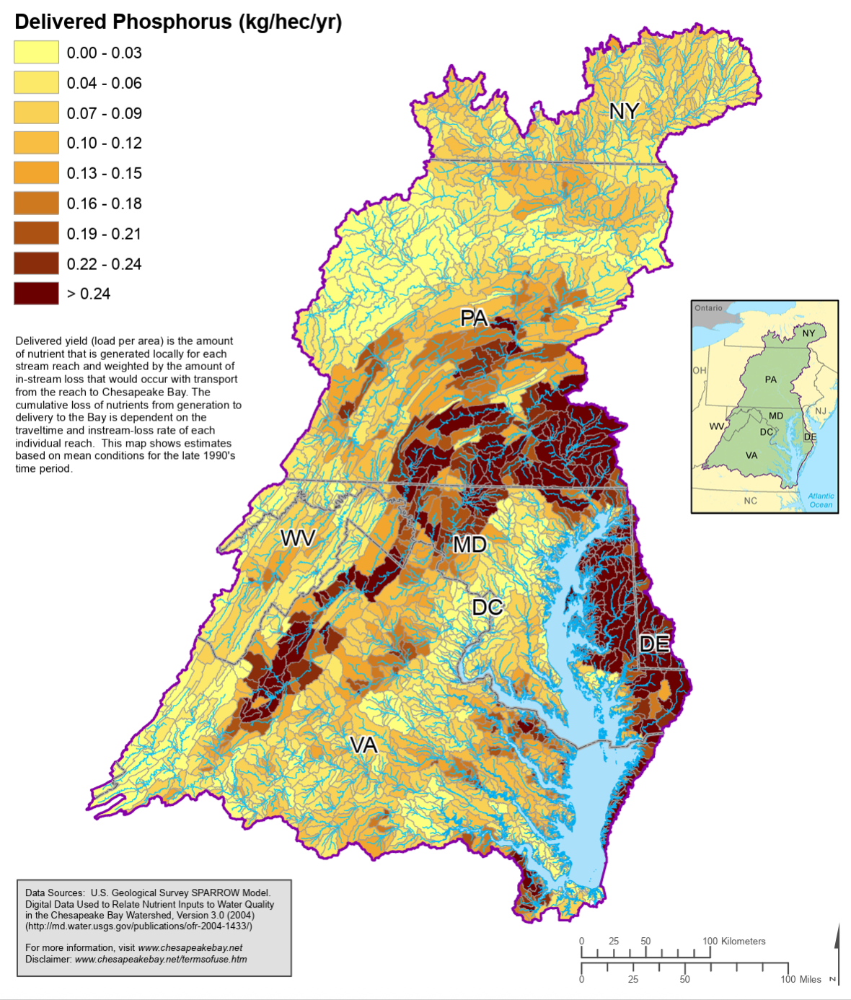 Delivered Phosphorus (kg/hec/yr)
0.00 - 0.03
0.04 - 0.06
0.07 - 0.09
0.10 - 0.12
0.13 - 0.15
0.16 - 0.18
0.19 - 0.21
0.22 - 0.24
> 0.24
Delivered yield (load per area) is the amount
of nutrient that is generated locally for each
stream reach and weighted by the amount of
in-stream loss that would occur with transport
from the reach to Chesapeake Bay. The
cumulative loss of nutrients from generation to
delivery to the Bay is dependent on the
traveltime and instream-loss rate of each
individual reach. This map shows estimates
based on mean conditions for the late 1990's
time period.
NY
PA
WV
MD
DC
DE
VA
Ontario
NY
OH
PA
NJ
MD
WV
DC
DE
VA
NC
Atlantic
Ocean
Data Sources: U.S. Geological Survey SPARROW Model.
Digital Data Used to Relate Nutrient Inputs to Water Quality
in the Chesapeake Bay Watershed, Version 3.0 (2004)
(http://md.water.usgs.gov/publications/ofr-2004-1433/)
For more information, visit www.chesapeakebay.net
Disclaimer: www.chesapeakebay.net/termsofuse.htm
0 25 50 100 Kilometers
0 25 50 100 Miles
N